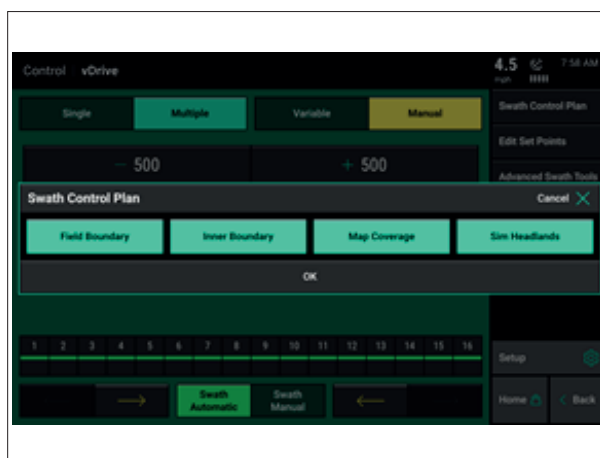 Control vDrive
4.5 mph 7:58 AM
Single Multiple Variable Manual
Swath Control Plan
Edit Set Points
− 500 + 500
Advanced Swath Tools
Swath Control Plan Cancel
Field Boundary Inner Boundary Map Coverage Sim Headlands
OK
1 2 3 4 5 6 7 8 9 10 11 12 13 14 15 16
Setup
Swath Automatic Swath Manual
Home < Back